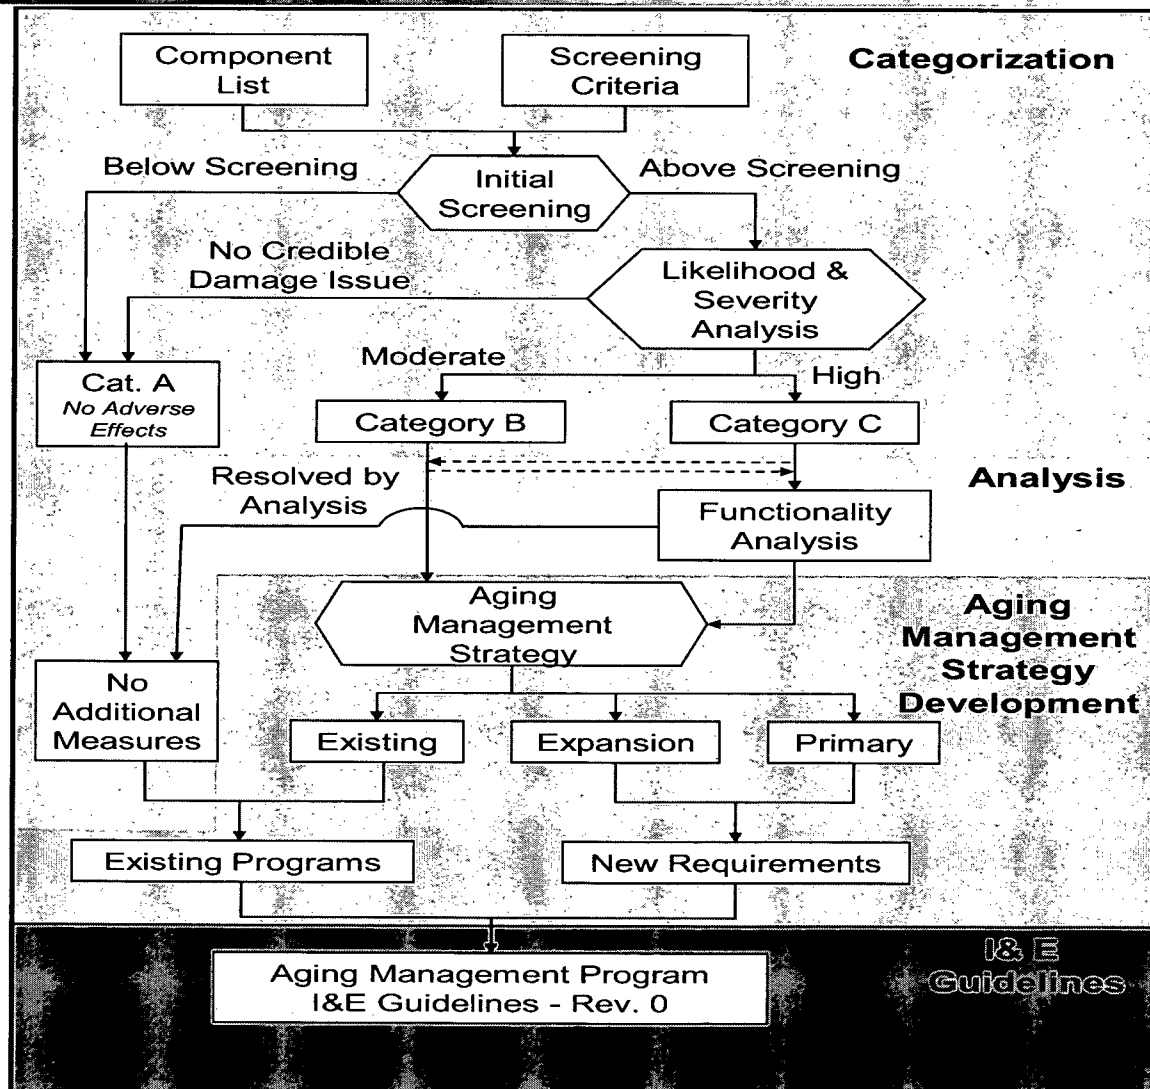 Component
List
Screening
Criteria
Categorization
Below Screening
Initial
Screening
Above Screening
No Credible
Damage Issue
Likelihood &
Severity
Analysis
Cat. A
No Adverse
Effects
Moderate
High
Category B
Category C
Resolved by
Analysis
Analysis
Functionality
Analysis
Aging
Management
Strategy
Aging
Management
Strategy
Development
No
Additional
Measures
Existing
Expansion
Primary
Existing Programs
New Requirements
I& E
Guidelines
Aging Management Program
I&E Guidelines - Rev. 0